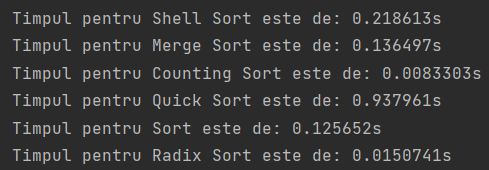 Timpul pentru Shell Sort este de: 0.218613s
Timpul pentru Merge Sort este de: 0.136497s
Timpul pentru Counting Sort este de: 0.0083303s
Timpul pentru Quick Sort este de: 0.937961s
Timpul pentru Sort este de: 0.125652s
Timpul pentru Radix Sort este de: 0.0150741s